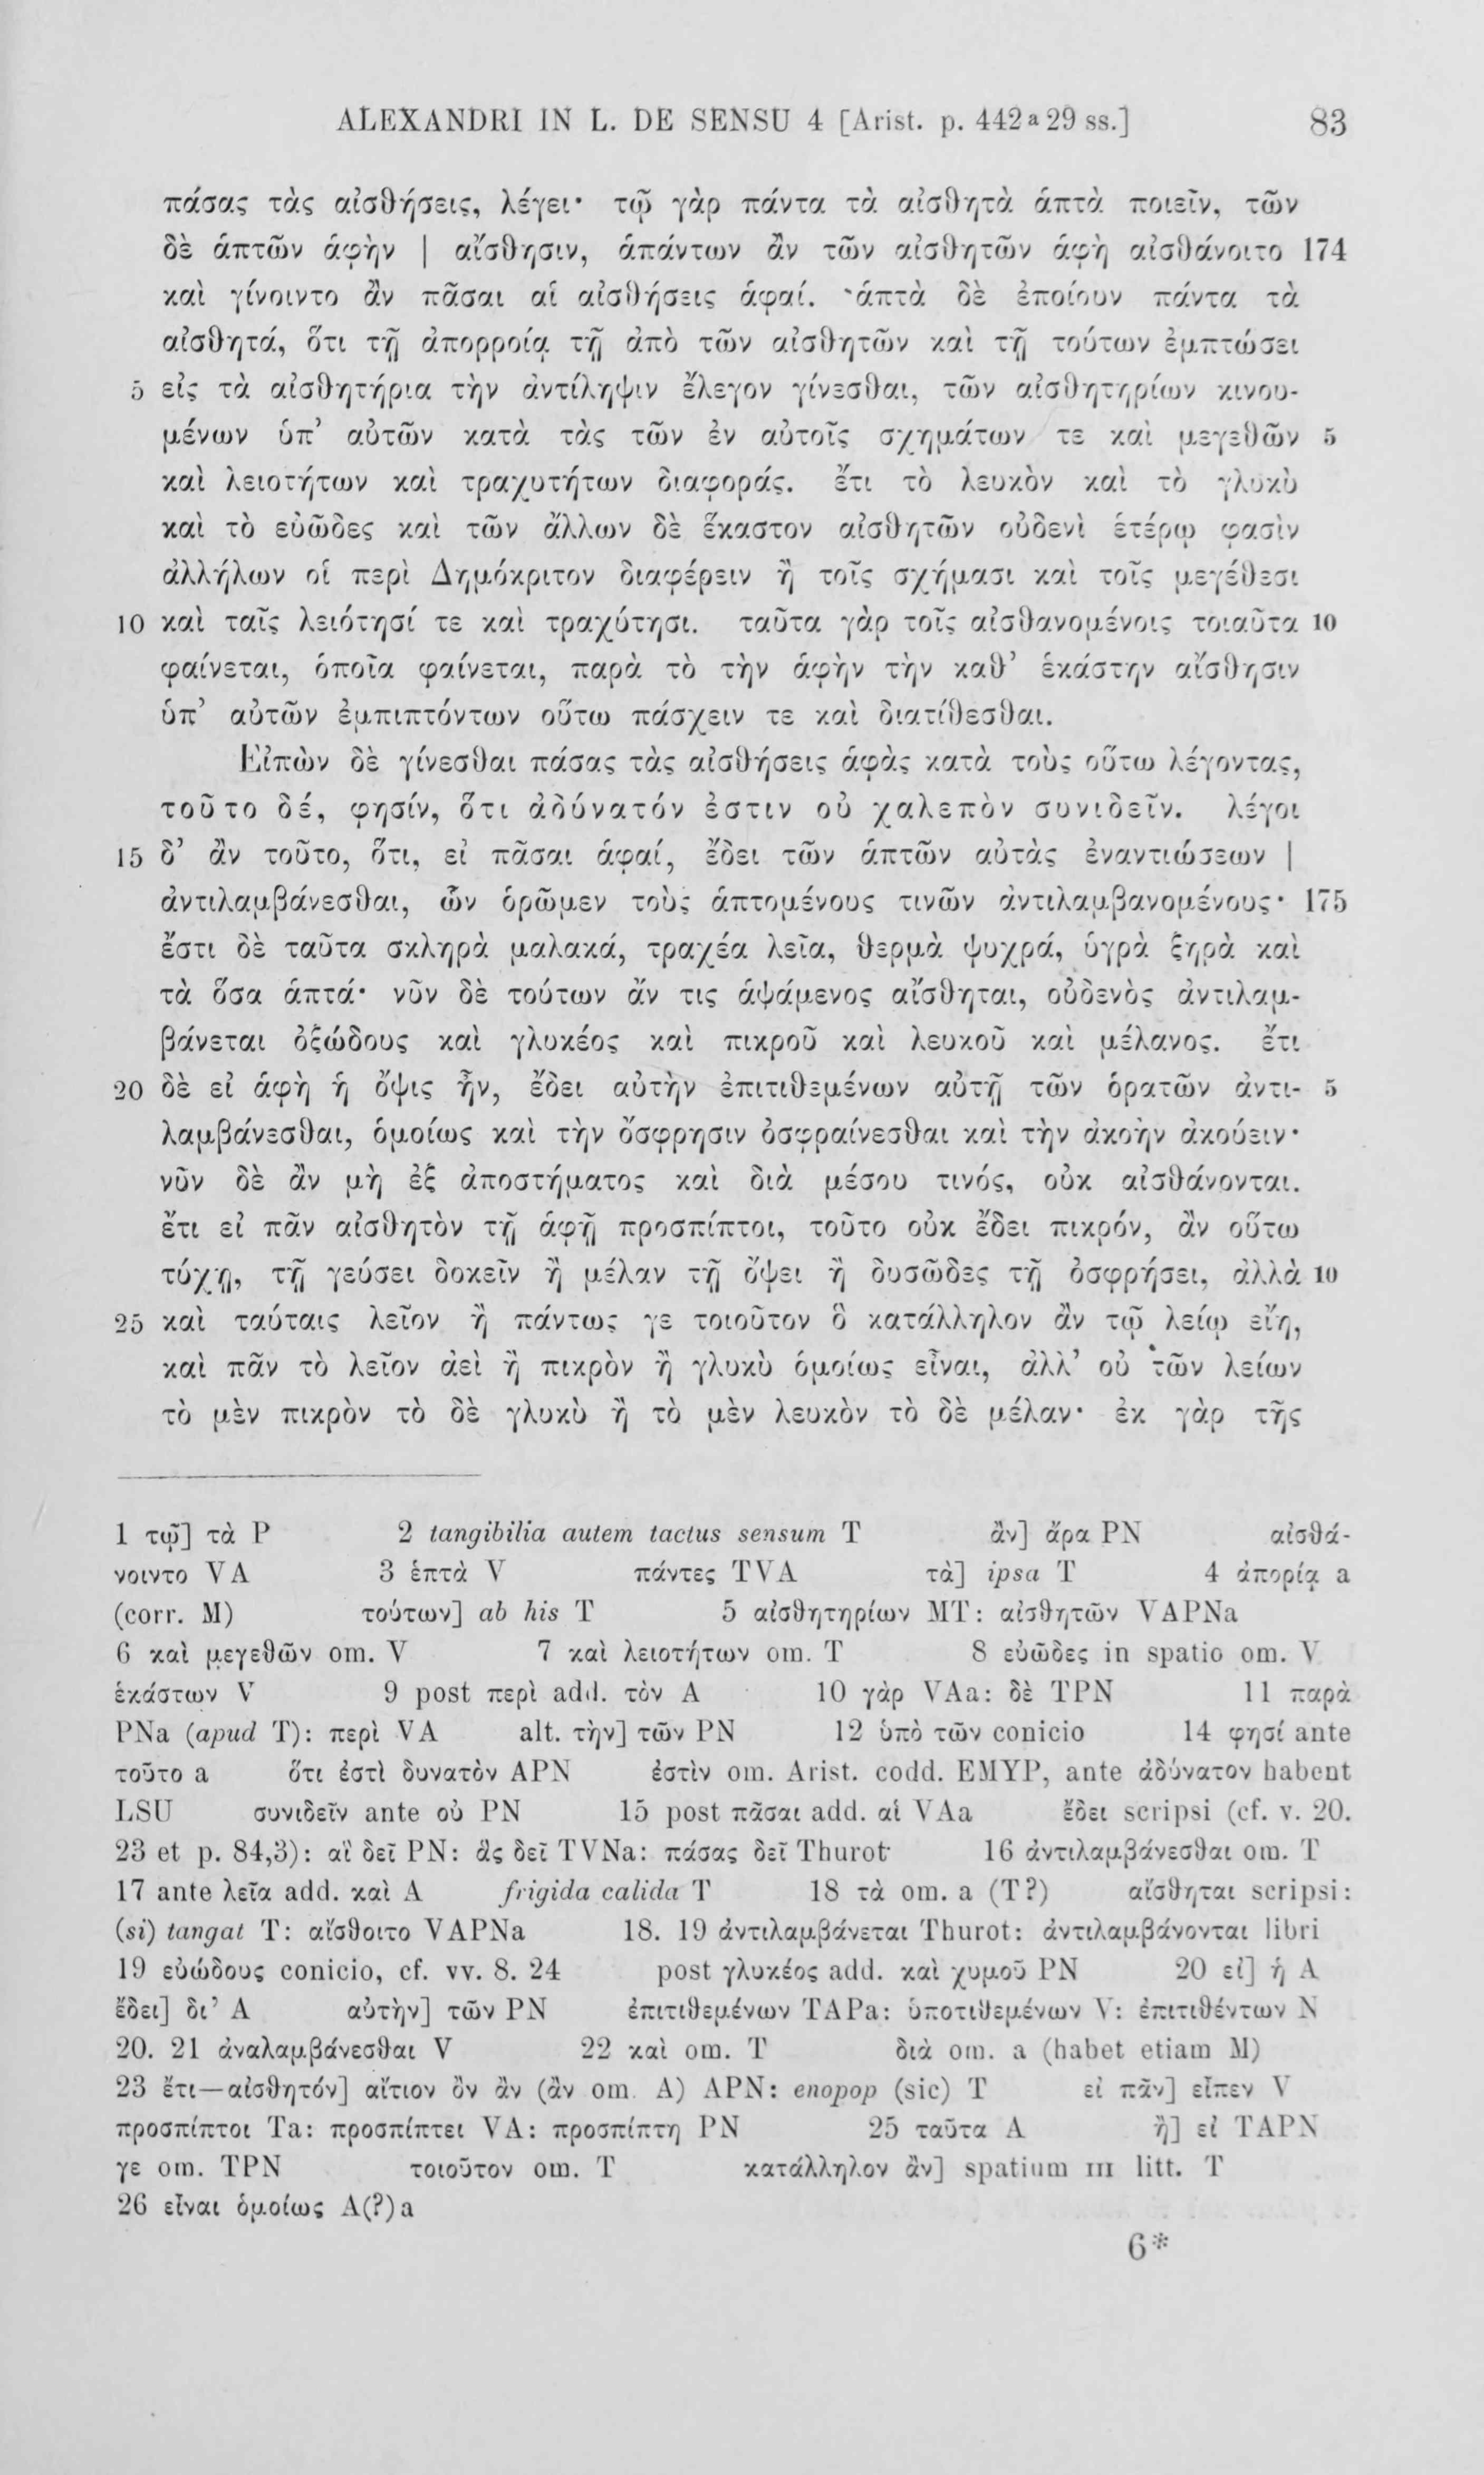 ALEXANDRI IN L. DE SENSU 4 [Arist. p. 442ª29 ss.] 83
πάσας τὰς αἰσθήσεις, λέγει· τῷ γὰρ πάντα τὰ αἰσθητὰ ἁπτὰ ποιεῖν, τῶν
δὲ ἁπτῶν ἁφὴν | αἴσθησιν, ἁπάντων ἂν τῶν αἰσθητῶν ἁφὴ αἰσθάνοιτο 174
καὶ γίνοιντο ἂν πᾶσαι αἱ αἰσθήσεις ἁφαί. ἁπτὰ δὲ ἐποίουν πάντα τὰ
αἰσθητά, ὅτι τῇ ἀπορροίᾳ τῇ ἀπὸ τῶν αἰσθητῶν καὶ τῇ τούτων ἐμπτώσει
5 εἰς τὰ αἰσθητήρια τὴν ἀντίληψιν ἔλεγον γίνεσθαι, τῶν αἰσθητηρίων κινου-
μένων ὑπ’ αὐτῶν κατὰ τὰς τῶν ἐν αὐτοῖς σχημάτων τε καὶ μεγεθῶν 5
καὶ λειοτήτων καὶ τραχυτήτων διαφοράς. ἔτι τὸ λευκὸν καὶ τὸ γλυκὺ
καὶ τὸ εὐῶδες καὶ τῶν ἄλλων δὲ ἕκαστον αἰσθητῶν οὐδενὶ ἑτέρῳ φασὶν
ἀλλήλων οἱ περὶ Δημόκριτον διαφέρειν ἢ τοῖς σχήμασι καὶ τοῖς μεγέθεσι
10 καὶ ταῖς λειότησί τε καὶ τραχύτησι. ταῦτα γὰρ τοῖς αἰσθανομένοις τοιαῦτα 10
φαίνεται, ὁποῖα φαίνεται, παρὰ τὸ τὴν ἁφὴν τὴν καθ’ ἑκάστην αἴσθησιν
ὑπ’ αὐτῶν ἐμπιπτόντων οὕτω πάσχειν τε καὶ διατίθεσθαι.
Εἰπὼν δὲ γίνεσθαι πάσας τὰς αἰσθήσεις ἁφὰς κατὰ τοὺς οὕτω λέγοντας,
τοῦτο δέ, φησίν, ὅτι ἀδύνατόν ἐστιν οὐ χαλεπὸν συνιδεῖν. λέγοι
15 δ’ ἂν τοῦτο, ὅτι, εἰ πᾶσαι ἁφαί, ἔδει τῶν ἁπτῶν αὐτὰς ἐναντιώσεων |
ἀντιλαμβάνεσθαι, ὧν ὁρῶμεν τοὺς ἁπτομένους τινῶν ἀντιλαμβανομένους· 175
ἔστι δὲ ταῦτα σκληρὰ μαλακά, τραχέα λεῖα, θερμὰ ψυχρά, ὑγρὰ ξηρὰ καὶ
τὰ ὅσα ἁπτά· νῦν δὲ τούτων ἄν τις ἁψάμενος αἴσθηται, οὐδενὸς ἀντιλαμ-
βάνεται ὀξώδους καὶ γλυκέος καὶ πικροῦ καὶ λευκοῦ καὶ μέλανος. ἔτι
20 δὲ εἰ ἁφὴ ἡ ὄψις ἦν, ἔδει αὐτὴν ἐπιτιθεμένων αὐτῇ τῶν ὁρατῶν ἀντι- 5
λαμβάνεσθαι, ὁμοίως καὶ τὴν ὄσφρησιν ὀσφραίνεσθαι καὶ τὴν ἀκοὴν ἀκούειν·
νῦν δὲ ἂν μὴ ἐξ ἀποστήματος καὶ διὰ μέσου τινός, οὐκ αἰσθάνονται.
ἔτι εἰ πᾶν αἰσθητὸν τῇ ἁφῇ προσπίπτοι, τοῦτο οὐκ ἔδει πικρόν, ἂν οὕτω
τύχῃ, τῇ γεύσει δοκεῖν ἢ μέλαν τῇ ὄψει ἢ δυσῶδες τῇ ὀσφρήσει, ἀλλὰ 10
25 καὶ ταύταις λεῖον ἢ πάντως γε τοιοῦτον ὃ κατάλληλον ἂν τῷ λείῳ εἴη,
καὶ πᾶν τὸ λεῖον ἀεὶ ἢ πικρὸν ἢ γλυκὺ ὁμοίως εἶναι, ἀλλ’ οὐ τῶν λείων
τὸ μὲν πικρὸν τὸ δὲ γλυκὺ ἢ τὸ μὲν λευκὸν τὸ δὲ μέλαν· ἐκ γὰρ τῆς
1 τῷ] τὰ P 2 tangibilia autem tactus sensum T ἂν] ἄρα PN αἰσθά-
νοιντο VA 3 ἑπτὰ V πάντες TVA τὰ] ipsa T 4 ἀπορίᾳ a
(corr. M) τούτων] ab his T 5 αἰσθητηρίων MT: αἰσθητῶν VAPNa
6 καὶ μεγεθῶν om. V 7 καὶ λειοτήτων om. T 8 εὐῶδες in spatio om. V
ἑκάστων V 9 post περὶ add. τὸν A 10 γὰρ VAa: δὲ TPN 11 παρὰ
PNa (apud T): περὶ VA alt. τὴν] τῶν PN 12 ὑπὸ τῶν conicio 14 φησί ante
τοῦτο a ὅτι ἐστὶ δυνατὸν APN ἐστὶν om. Arist. codd. EMYP, ante ἀδύνατον habent
LSU συνιδεῖν ante οὐ PN 15 post πᾶσαι add. αἱ VAa ἔδει scripsi (cf. v. 20.
23 et p. 84,3): αἳ δεῖ PN: ἃς δεῖ TVNa: πάσας δεῖ Thurot 16 ἀντιλαμβάνεσθαι om. T
17 ante λεῖα add. καὶ A frigida calida T 18 τὰ om. a (T?) αἴσθηται scripsi:
(si) tangat T: αἴσθοιτο VAPNa 18. 19 ἀντιλαμβάνεται Thurot: ἀντιλαμβάνονται libri
19 εὐώδους conicio, cf. vv. 8. 24 post γλυκέος add. καὶ χυμοῦ PN 20 εἰ] ἡ A
ἔδει] δι’ A αὐτὴν] τῶν PN ἐπιτιθεμένων TAPa: ὑποτιθεμένων V: ἐπιτιθέντων N
20. 21 ἀναλαμβάνεσθαι V 22 καὶ om. T διὰ om. a (habet etiam M)
23 ἔτι—αἰσθητόν] αἴτιον ὂν ἂν (ἂν om. A) APN: enopop (sic) T εἰ πᾶν] εἶπεν V
προσπίπτοι Ta: προσπίπτει VA: προσπίπτη PN 25 ταῦτα A ἢ] εἰ TAPN
γε om. TPN τοιοῦτον om. T κατάλληλον ἂν] spatium III litt. T
26 εἶναι ὁμοίως A(?)a
6*